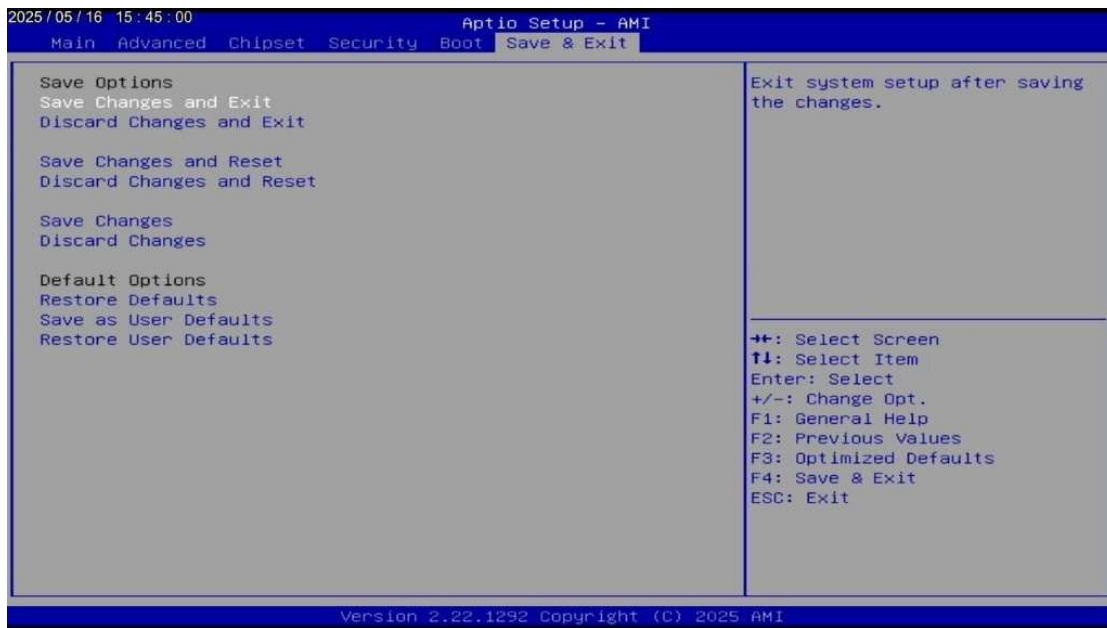 2025/05/16 15:45:00
Aptio Setup - AMI
Main Advanced Chipset Security Boot Save & Exit
Save Options
Save Changes and Exit
Discard Changes and Exit
Save Changes and Reset
Discard Changes and Reset
Save Changes
Discard Changes
Default Options
Restore Defaults
Save as User Defaults
Restore User Defaults
Exit system setup after saving
the changes.
→←: Select Screen
↑↓: Select Item
Enter: Select
+/-: Change Opt.
F1: General Help
F2: Previous Values
F3: Optimized Defaults
F4: Save & Exit
ESC: Exit
Version 2.22.1292 Copyright (C) 2025 AMI